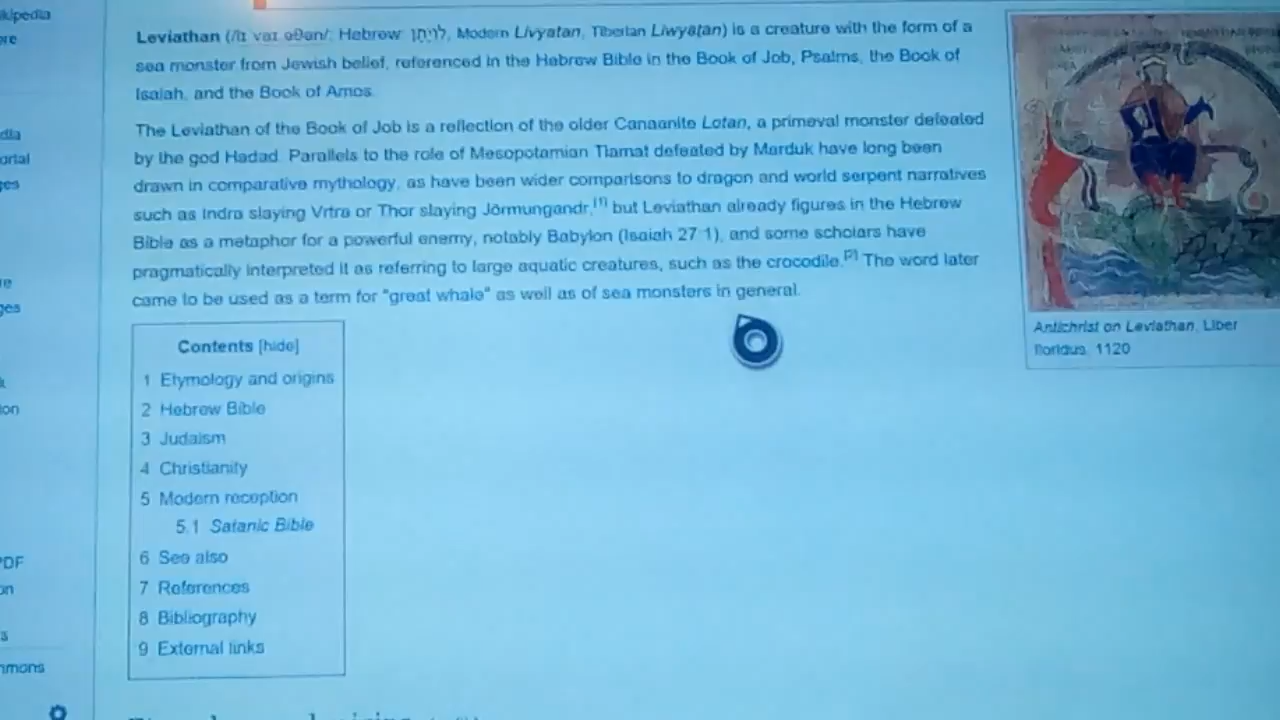 Leviathan (/lɪˈvaɪ.əθən/; Hebrew: לִוְיָתָן, Modern Livyatan, Tiberian Liwyāṯān) is a creature with the form of a
sea monster from Jewish belief, referenced in the Hebrew Bible in the Book of Job, Psalms, the Book of
Isaiah, and the Book of Amos.
The Leviathan of the Book of Job is a reflection of the older Canaanite Lotan, a primeval monster defeated
by the god Hadad. Parallels to the role of Mesopotamian Tiamat defeated by Marduk have long been
drawn in comparative mythology, as have been wider comparisons to dragon and world serpent narratives
such as Indra slaying Vrtra or Thor slaying Jörmungandr,[1] but Leviathan already figures in the Hebrew
Bible as a metaphor for a powerful enemy, notably Babylon (Isaiah 27:1), and some scholars have
pragmatically interpreted it as referring to large aquatic creatures, such as the crocodile.[2] The word later
came to be used as a term for "great whale" as well as of sea monsters in general.
Antichrist on Leviathan, Liber
floridus, 1120
Contents [hide]
1 Etymology and origins
2 Hebrew Bible
3 Judaism
4 Christianity
5 Modern reception
5.1 Satanic Bible
6 See also
7 References
8 Bibliography
9 External links